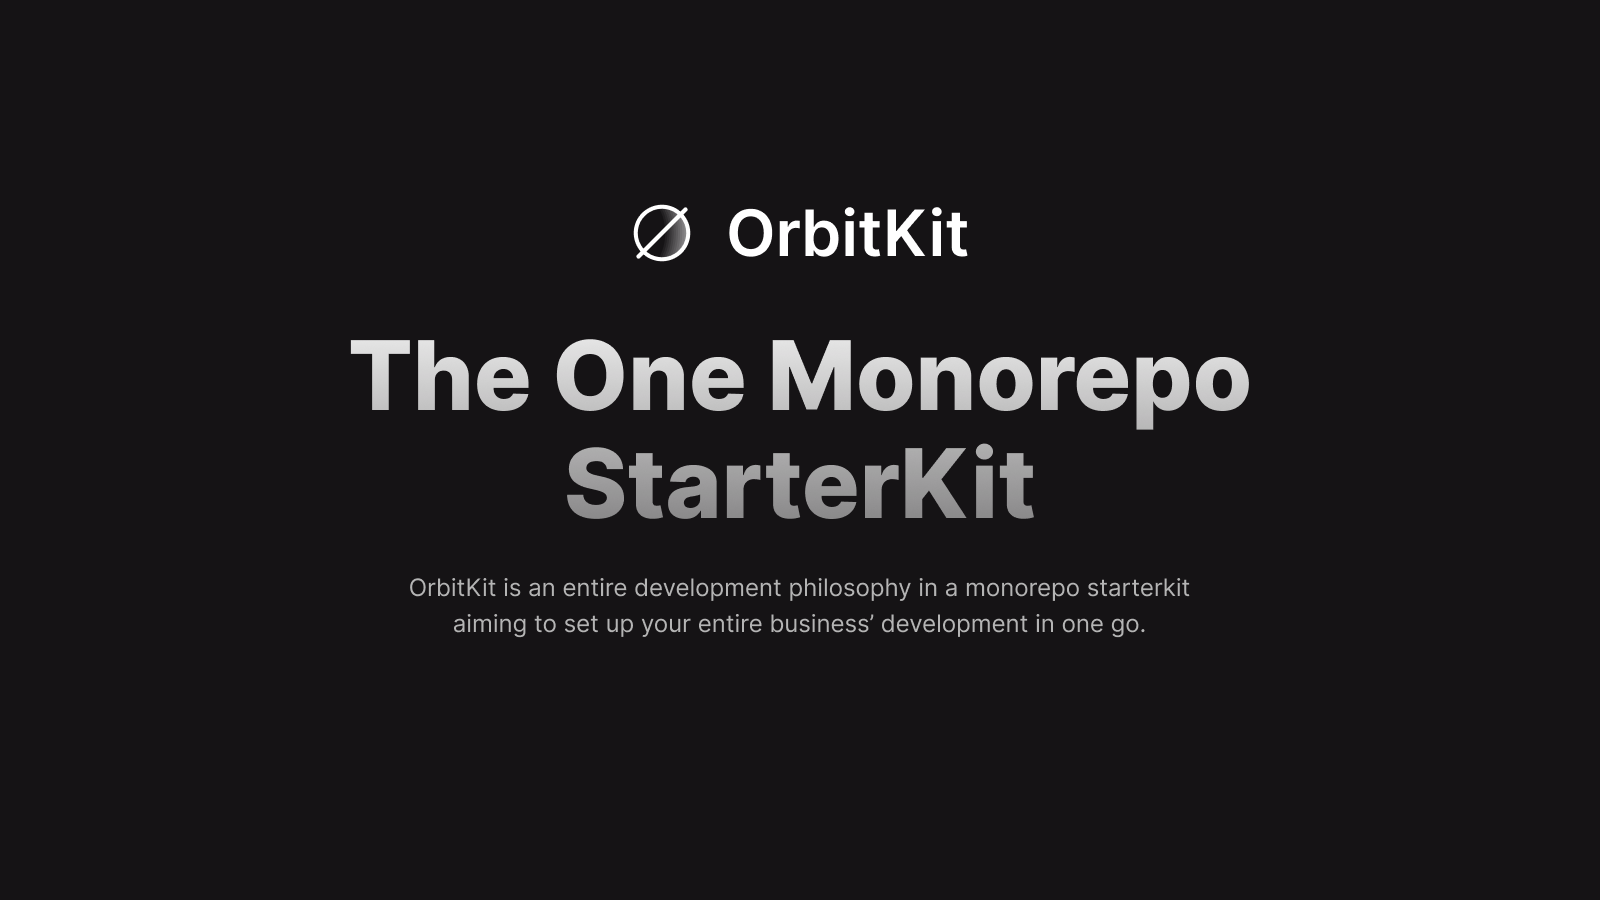 OrbitKit
The One Monorepo
StarterKit
OrbitKit is an entire development philosophy in a monorepo starterkit
aiming to set up your entire business’ development in one go.